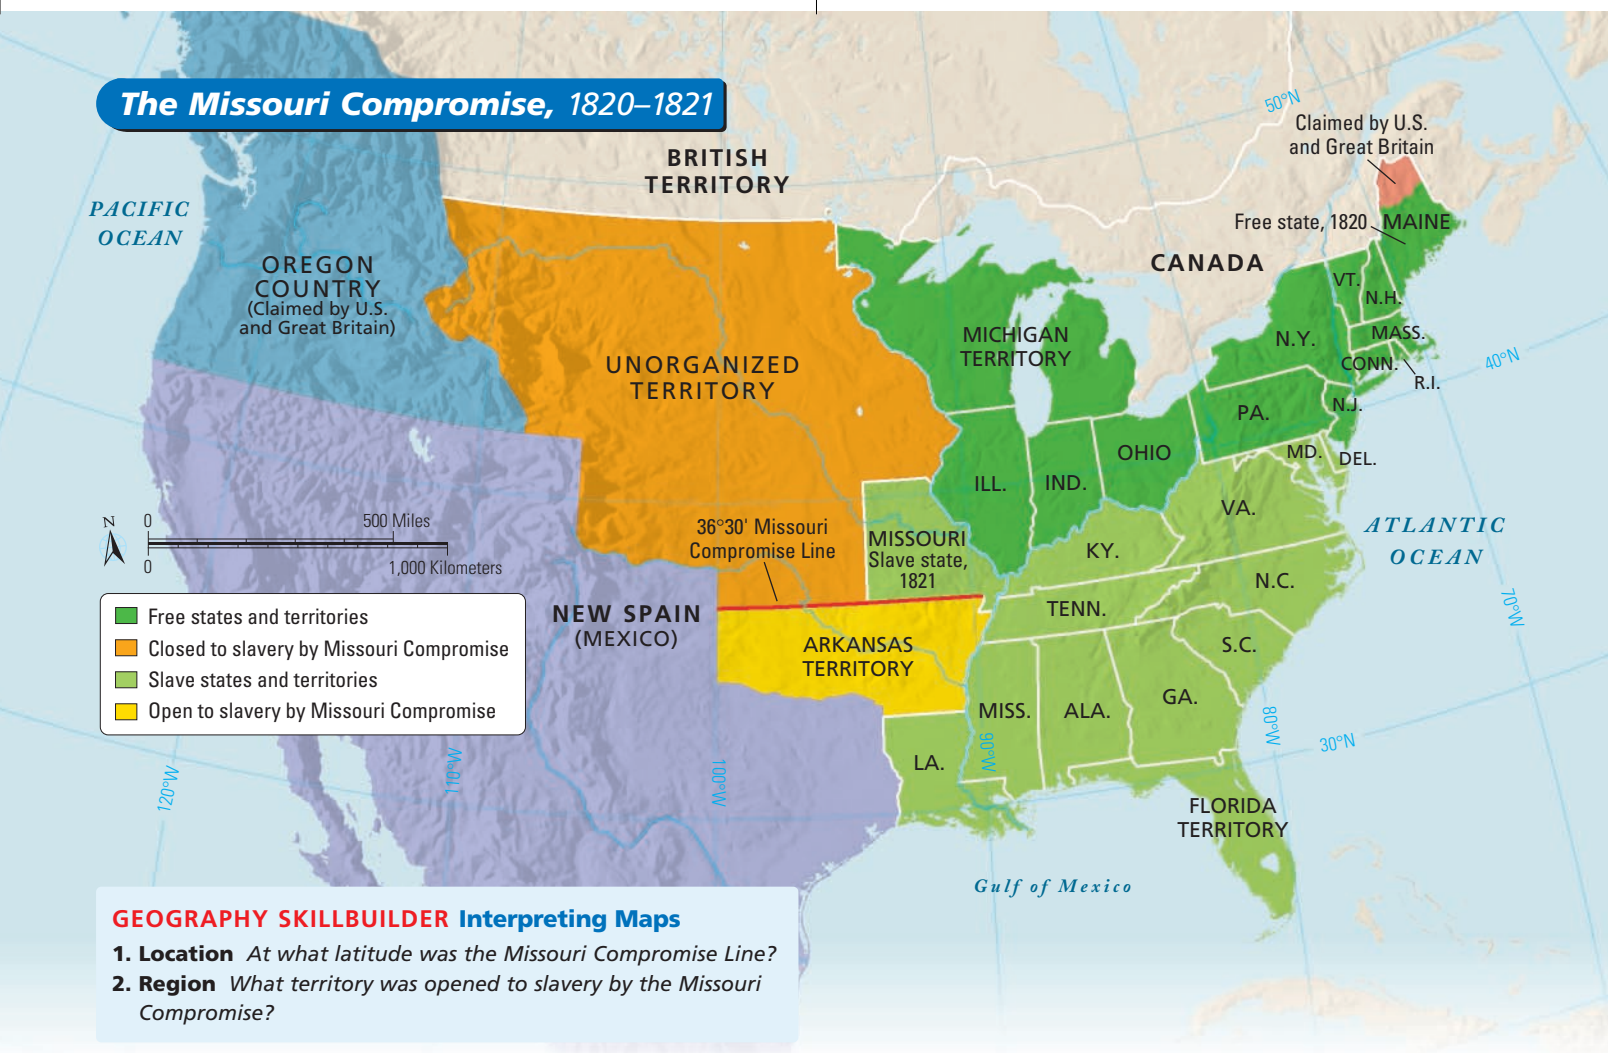 The Missouri Compromise, 1820–1821
50°N
Claimed by U.S.
and Great Britain
BRITISH
TERRITORY
PACIFIC
OCEAN
Free state, 1820
MAINE
CANADA
OREGON
COUNTRY
(Claimed by U.S.
and Great Britain)
VT.
N.H.
MICHIGAN
TERRITORY
N.Y.
MASS.
CONN.
R.I.
40°N
UNORGANIZED
TERRITORY
PA.
N.J.
OHIO
MD.
DEL.
ILL.
IND.
VA.
N
0
500 Miles
0
1,000 Kilometers
36°30' Missouri
Compromise Line
MISSOURI
Slave state,
1821
KY.
ATLANTIC
OCEAN
N.C.
TENN.
70°W
NEW SPAIN
(MEXICO)
ARKANSAS
TERRITORY
S.C.
Free states and territories
Closed to slavery by Missouri Compromise
Slave states and territories
Open to slavery by Missouri Compromise
MISS.
ALA.
GA.
LA.
90°W
80°W
30°N
120°W
110°W
100°W
FLORIDA
TERRITORY
Gulf of Mexico
GEOGRAPHY SKILLBUILDER Interpreting Maps
1. Location At what latitude was the Missouri Compromise Line?
2. Region What territory was opened to slavery by the Missouri
Compromise?